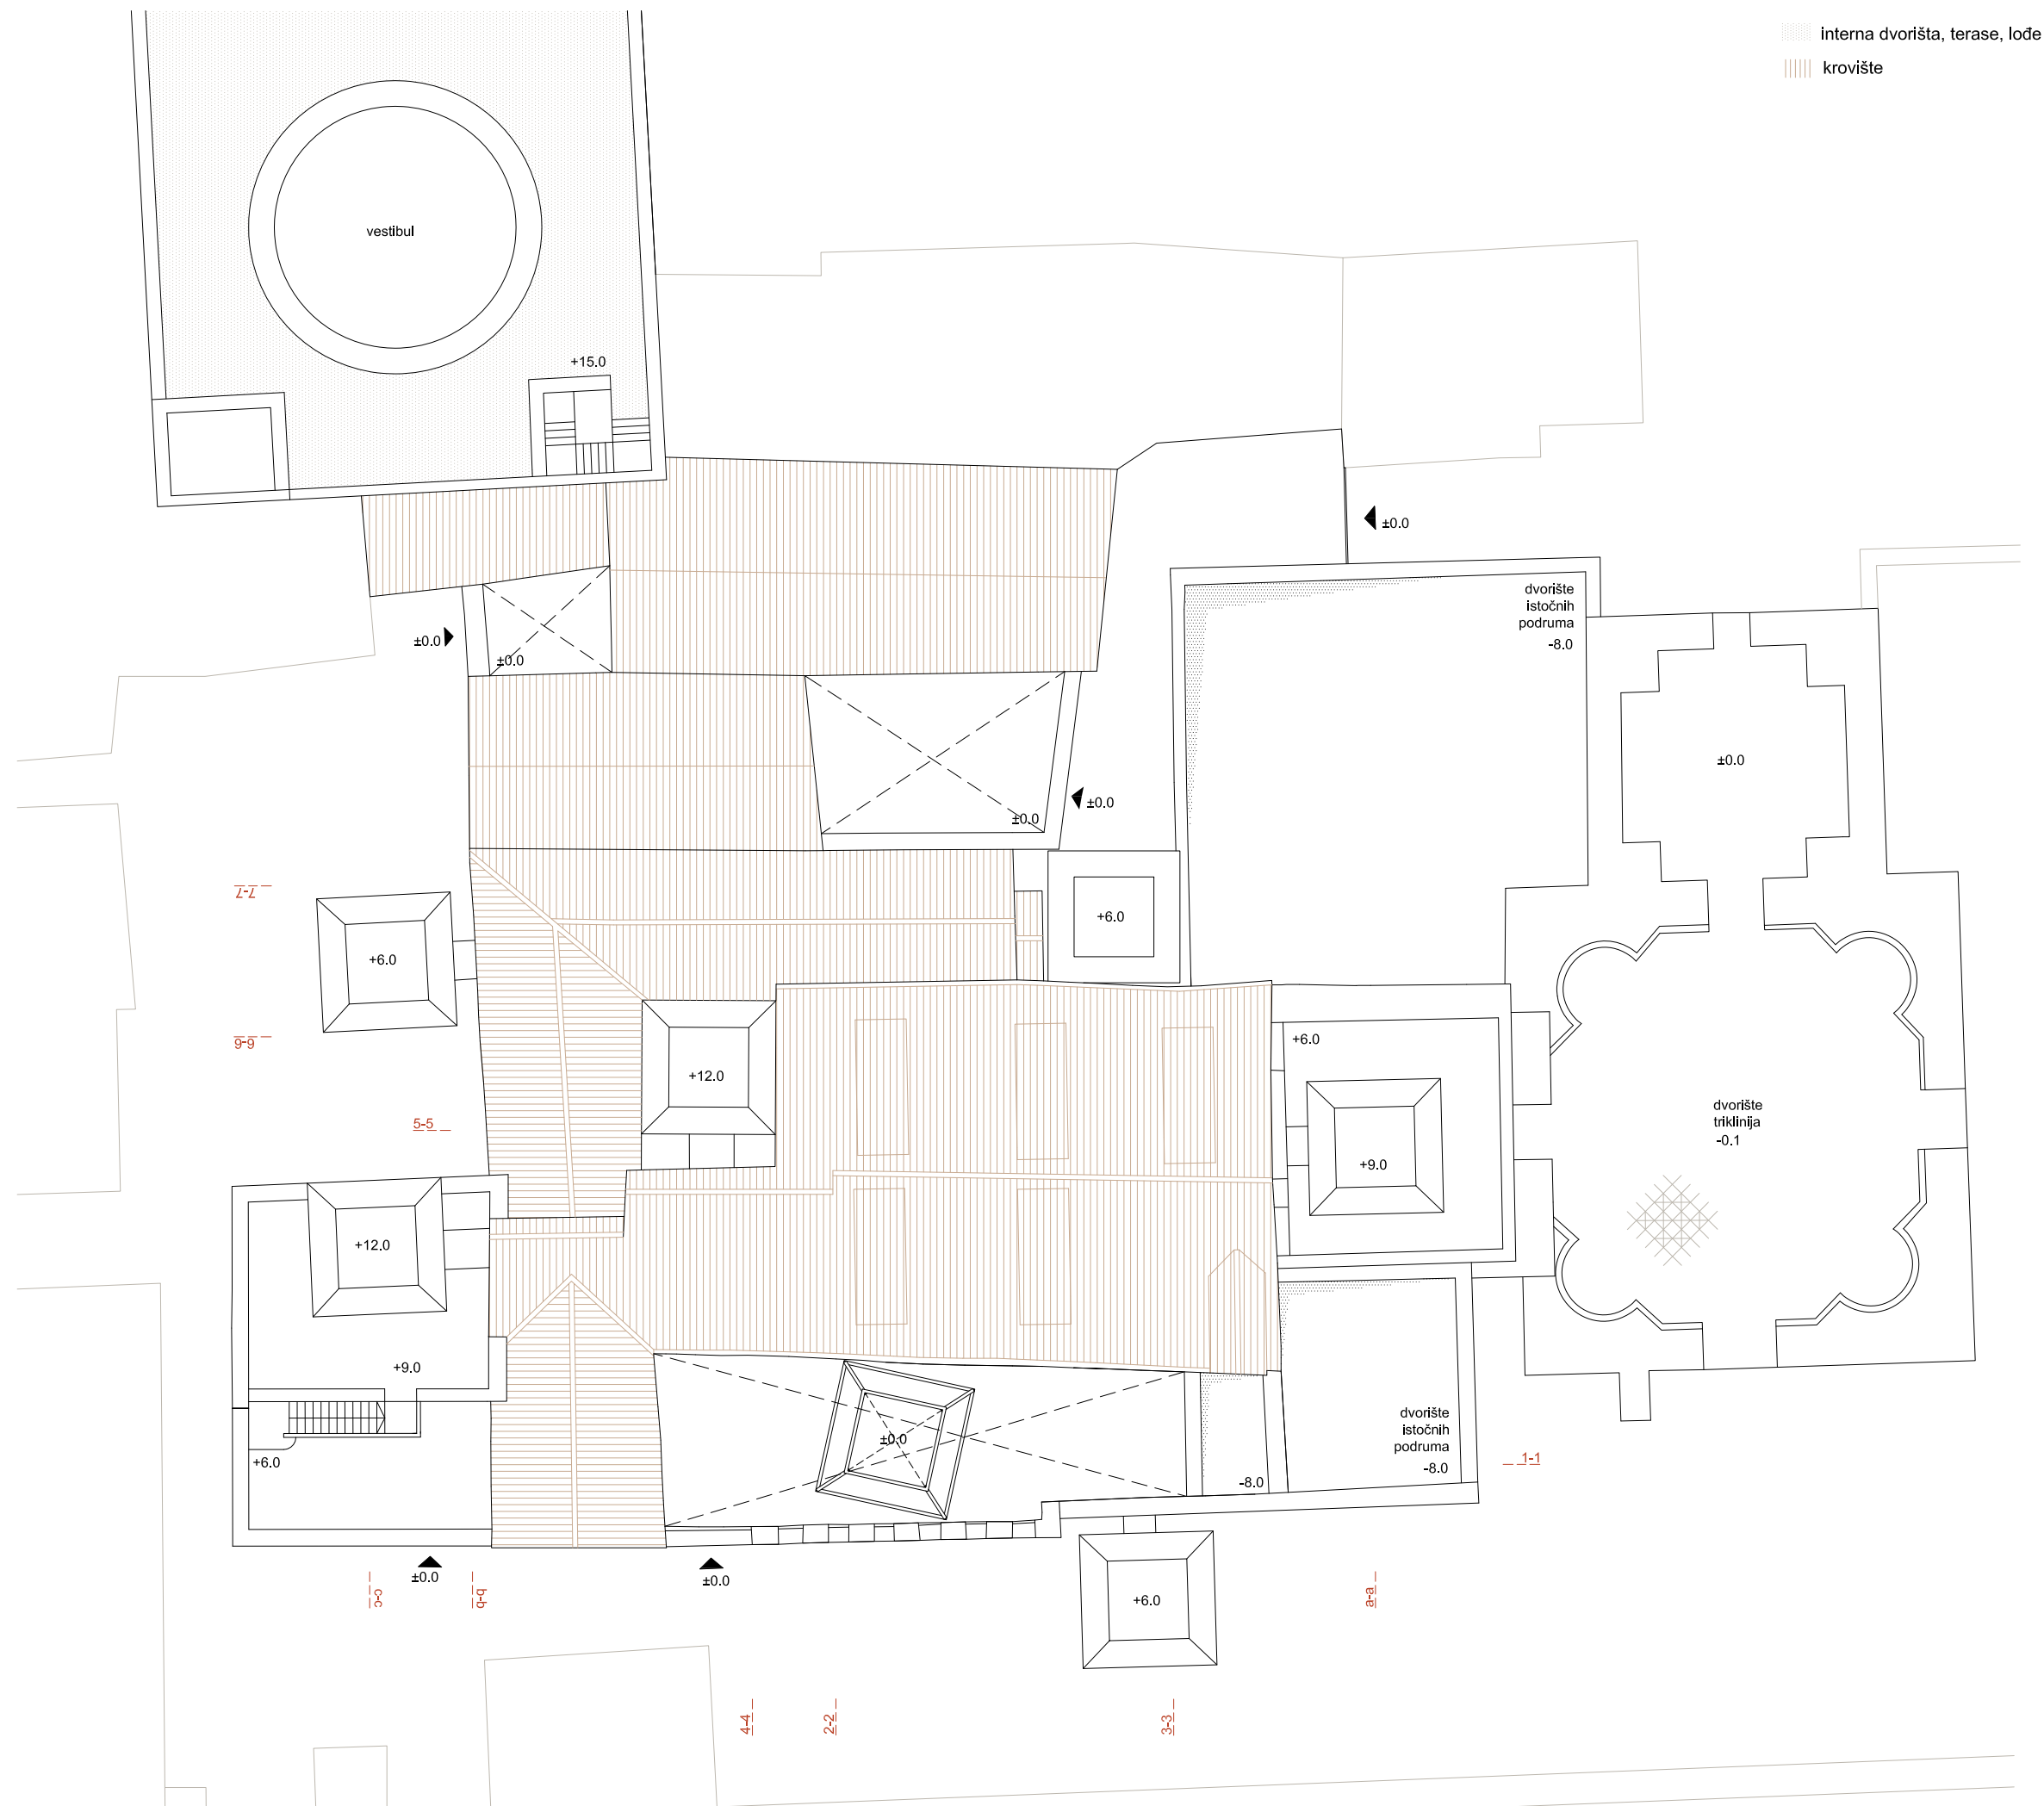 interna dvorišta, terase, lođe
krovište
vestibul
+15.0
±0.0
dvorište
istočnih
podruma
-8.0
±0.0
±0.0
±0.0
±0.0
±0.0
7-7
+6.0
+6.0
6-6
+6.0
+12.0
5-5
dvorište
triklinija
-0.1
+9.0
+12.0
+9.0
dvorište
istočnih
podruma
-8.0
±0.0
+6.0
-8.0
1-1
±0.0
±0.0
c-c
b-b
a-a
+6.0
4-4
2-2
3-3